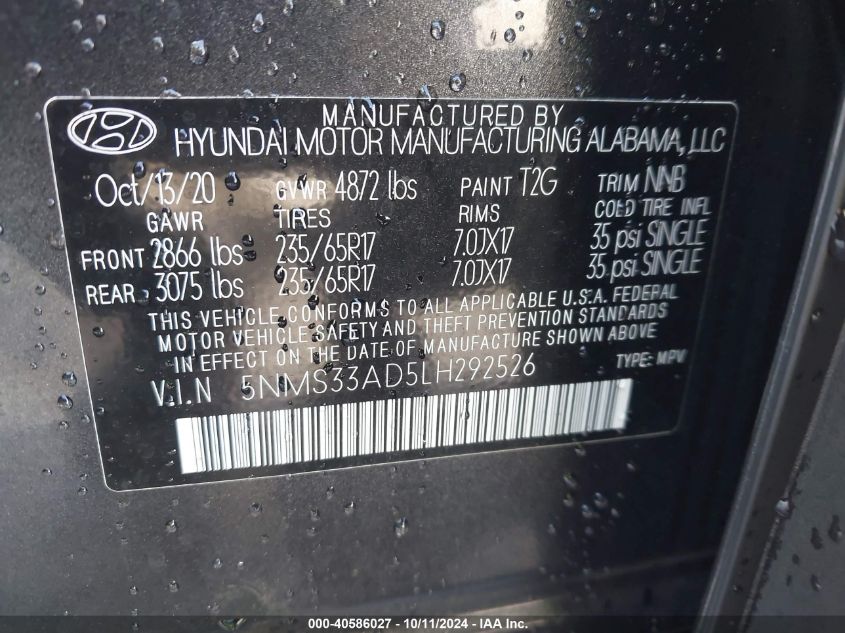 MANUFACTURED BY
HYUNDAI MOTOR MANUFACTURING ALABAMA, LLC
Oct/13/20 GVWR 4872 lbs PAINT T2G TRIM NNB
GAWR TIRES RIMS COLD TIRE INFL
FRONT 2866 lbs 235/65R17 7.0JX17 35 psi SINGLE
REAR 3075 lbs 235/65R17 7.0JX17 35 psi SINGLE
THIS VEHICLE CONFORMS TO ALL APPLICABLE U.S.A. FEDERAL
MOTOR VEHICLE SAFETY AND THEFT PREVENTION STANDARDS
IN EFFECT ON THE DATE OF MANUFACTURE SHOWN ABOVE
V.I.N 5NMS33AD5LH292526 TYPE: MPV
000-40586027 - 10/11/2024 - IAA Inc.